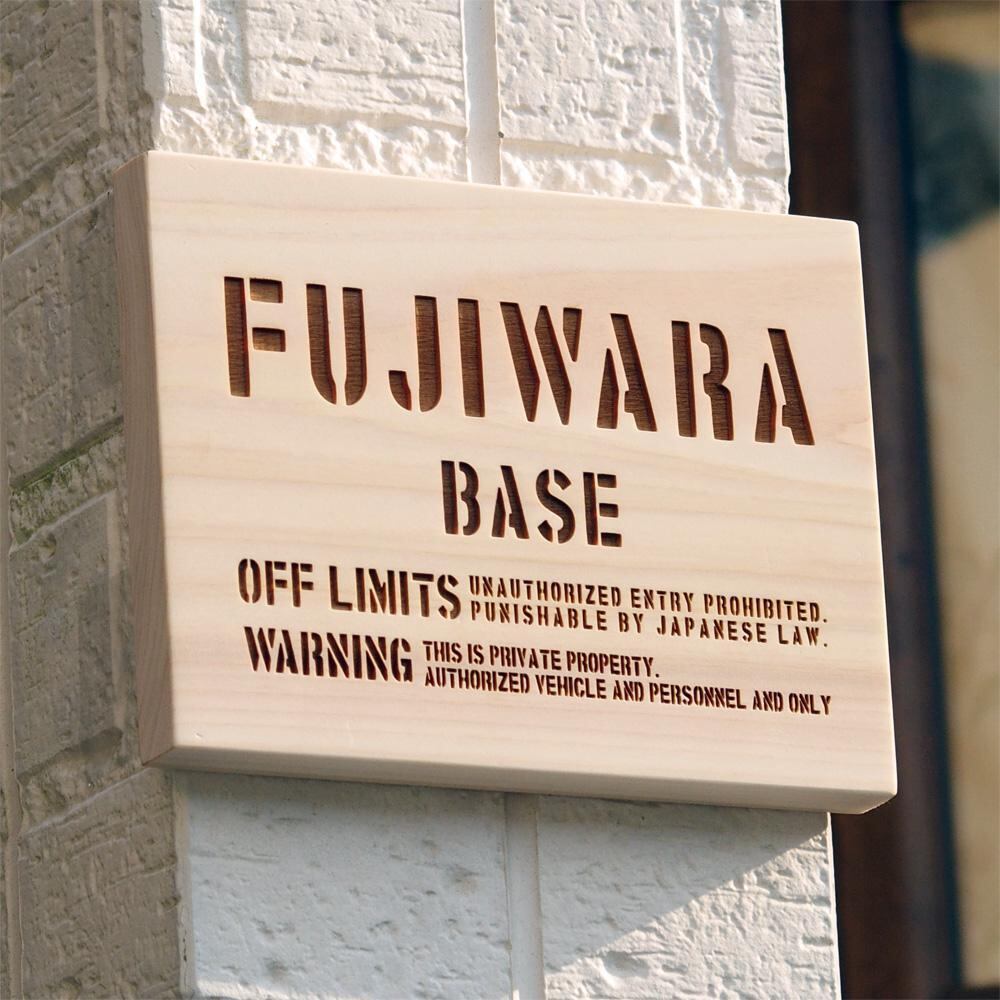 FUJIWARA
BASE
OFF LIMITS UNAUTHORIZED ENTRY PROHIBITED.
PUNISHABLE BY JAPANESE LAW.
WARNING THIS IS PRIVATE PROPERTY.
AUTHORIZED VEHICLE AND PERSONNEL AND ONLY